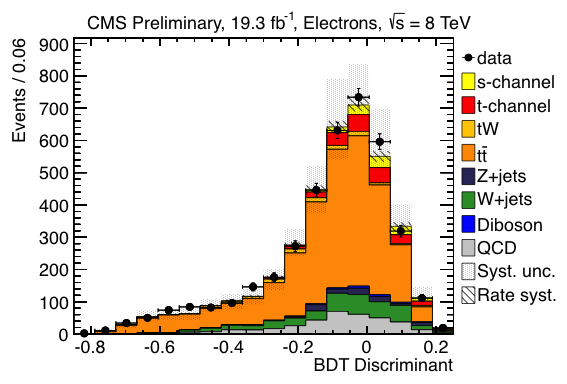 CMS Preliminary, 19.3 fb⁻¹, Electrons, √s = 8 TeV
Events / 0.06
900
800
700
600
500
400
300
200
100
0
-0.8 -0.6 -0.4 -0.2 0 0.2
BDT Discriminant
data
s-channel
t-channel
tW
tt̄
Z+jets
W+jets
Diboson
QCD
Syst. unc.
Rate syst.